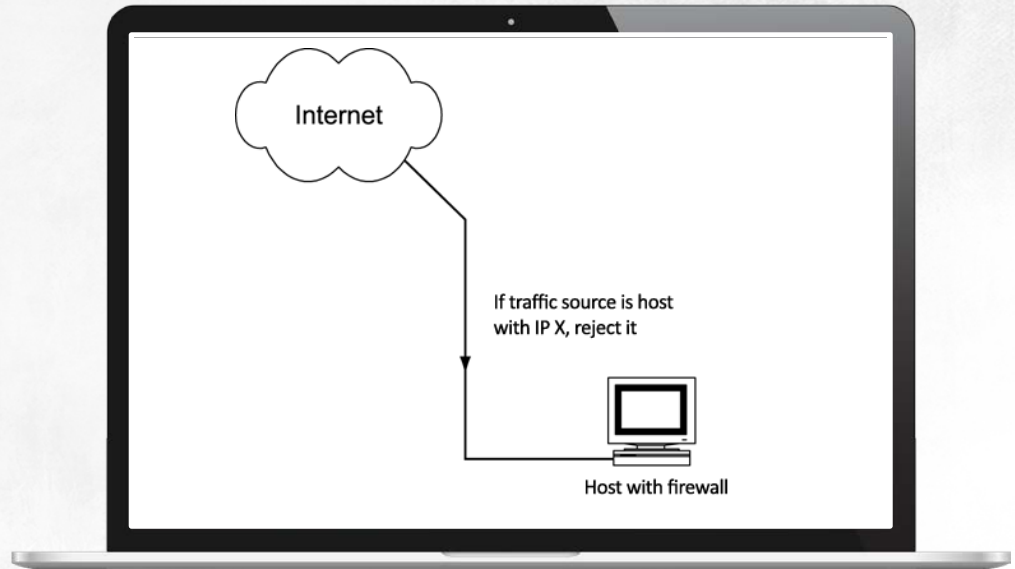 Internet
If traffic source is host
with IP X, reject it
Host with firewall